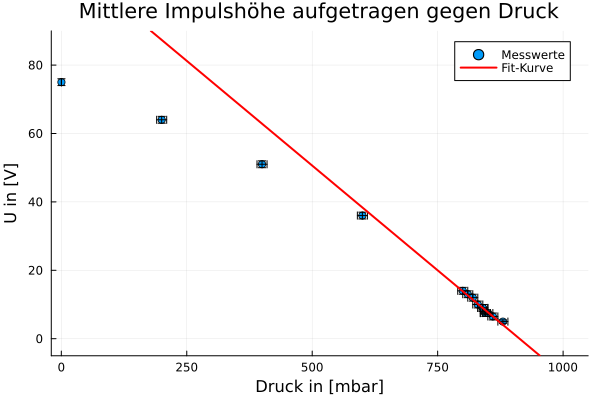 Mittlere Impulshöhe aufgetragen gegen Druck
Messwerte
Fit-Kurve
80
60
40
20
0
U in [V]
0 250 500 750 1000
Druck in [mbar]